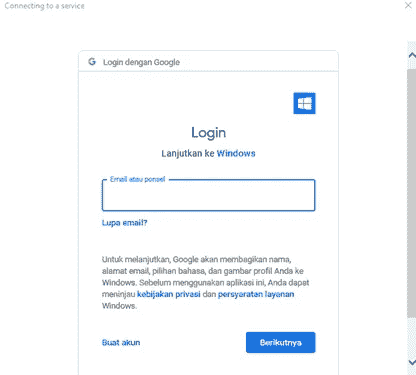 Connecting to a service
Login dengan Google
Login
Lanjutkan ke Windows
Email atau ponsel
Lupa email?
Untuk melanjutkan, Google akan membagikan nama,
alamat email, pilihan bahasa, dan gambar profil Anda ke
Windows. Sebelum menggunakan aplikasi ini, Anda dapat
meninjau kebijakan privasi dan persyaratan layanan
Windows.
Buat akun
Berikutnya